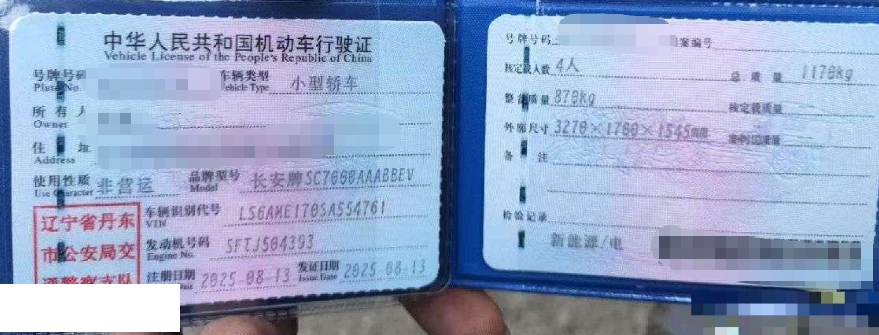 中华人民共和国机动车行驶证
Vehicle License of the People's Republic of China
号牌号码 车辆类型 小型轿车
Plate No. Vehicle Type
所有人
Owner
住 址
Address
使用性质 非营运 品牌型号 长安牌SC7000AAABBEV
Use Character Model
辽宁省丹东
市公安局交
通警察支队
车辆识别代号 LS6AME170SA554761
VIN
发动机号码 SFTJ504393
Engine No.
注册日期 2025-08-13 发证日期 2025-08-13
Issue Date
号牌号码 档案编号
核定载人数 4人 总质量 1170kg
整备质量 870kg 核定载质量
外廓尺寸 3270×1700×1545mm
备 注
检验记录
新能源/电